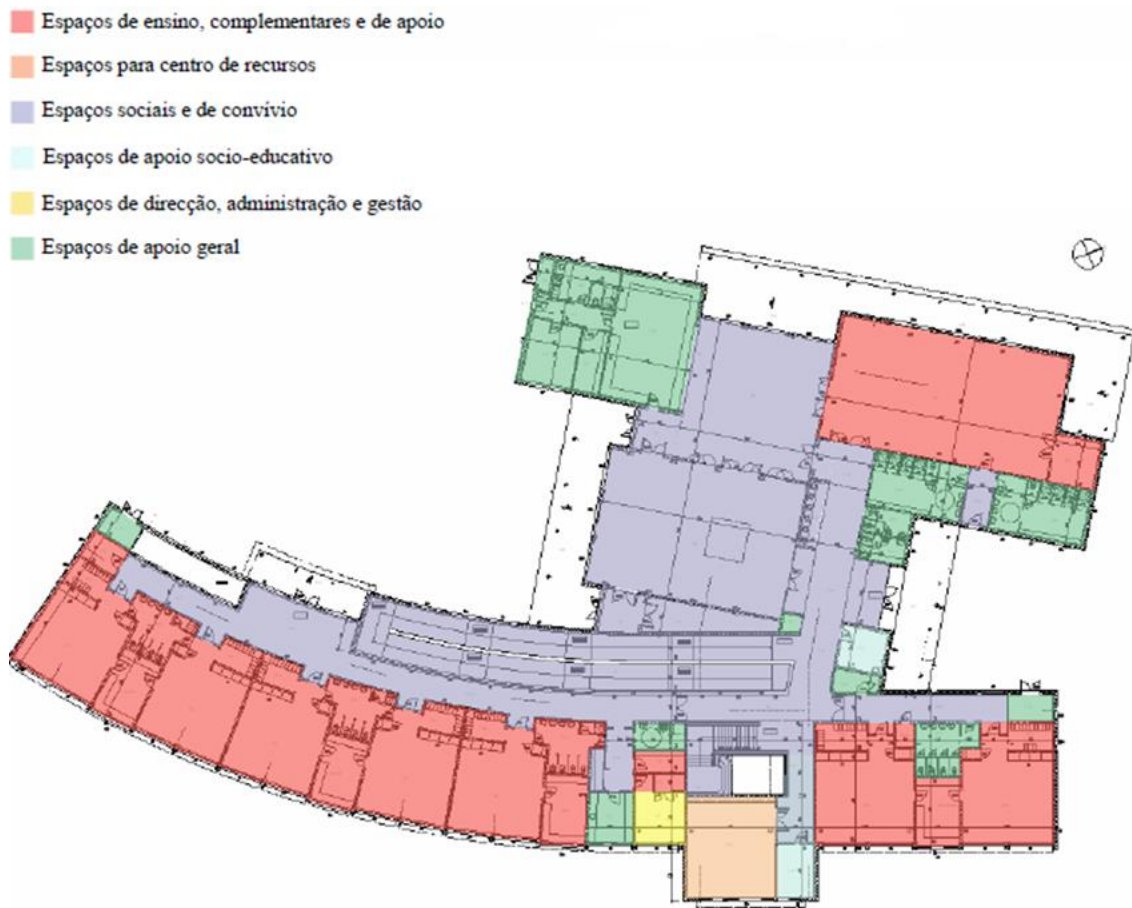 Espaços de ensino, complementares e de apoio
Espaços para centro de recursos
Espaços sociais e de convívio
Espaços de apoio socio-educativo
Espaços de direcção, administração e gestão
Espaços de apoio geral